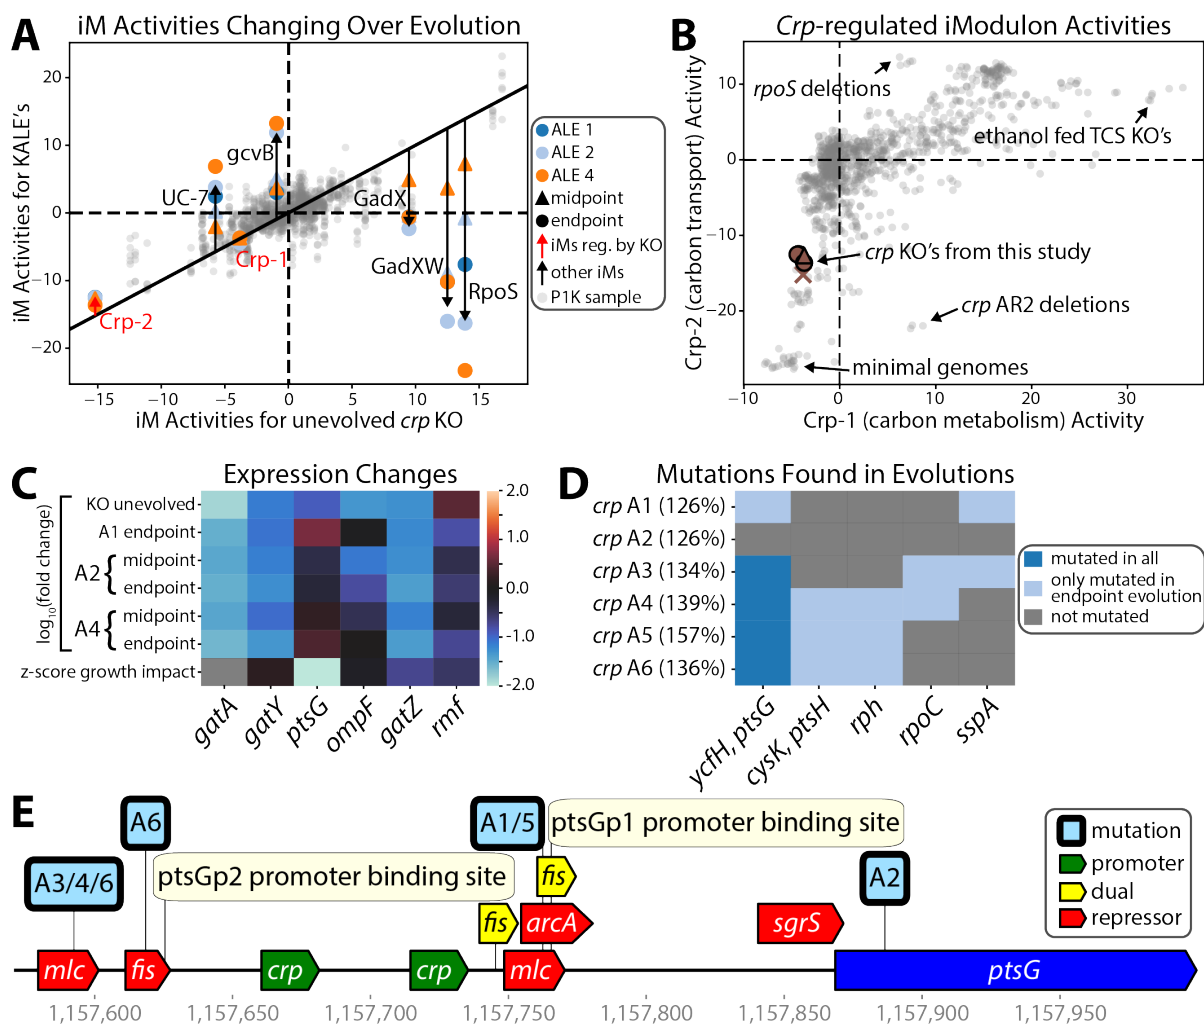 A
iM Activities Changing Over Evolution
iM Activities for KALE's
20
10
0
−10
−20
gcvB
UC-7
Crp-1
Crp-2
GadX
GadXW
RpoS
−15
−10
−5
0
5
10
15
iM Activities for unevolved crp KO
ALE 1
ALE 2
ALE 4
midpoint
endpoint
iMs reg. by KO
other iMs
P1K sample
B
Crp-regulated iModulon Activities
Crp-2 (carbon transport) Activity
10
0
−10
−20
rpoS deletions
ethanol fed TCS KO's
crp KO's from this study
crp AR2 deletions
minimal genomes
−10
0
10
20
30
Crp-1 (carbon metabolism) Activity
C
Expression Changes
log10(fold change)
KO unevolved
A1 endpoint
A2
midpoint
endpoint
A4
midpoint
endpoint
z-score growth impact
gatA
gatY
ptsG
ompF
gatZ
rmf
2.0
1.0
0.0
-1.0
-2.0
D
Mutations Found in Evolutions
crp A1 (126%)
crp A2 (126%)
crp A3 (134%)
crp A4 (139%)
crp A5 (157%)
crp A6 (136%)
ycfH, ptsG
cysK, ptsH
rph
rpoC
sspA
mutated in all
only mutated in
endpoint evolution
not mutated
E
A6
A1/5
ptsGp1 promoter binding site
A3/4/6
ptsGp2 promoter binding site
fis
A2
fis
arcA
sgrS
mlc
fis
crp
crp
mlc
ptsG
1,157,600
1,157,650
1,157,700
1,157,750
1,157,800
1,157,850
1,157,900
1,157,950
mutation
promoter
dual
repressor